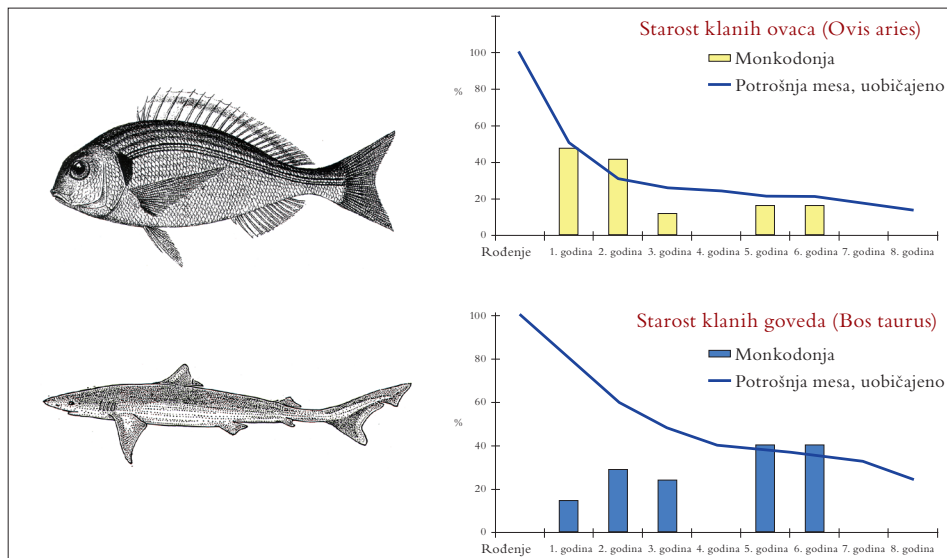 Starost klanih ovaca (Ovis aries)
Monkodonja
Potrošnja mesa, uobičajeno
%
100
80
60
40
20
0
Rođenje 1. godina 2. godina 3. godina 4. godina 5. godina 6. godina 7. godina 8. godina
Starost klanih goveda (Bos taurus)
Monkodonja
Potrošnja mesa, uobičajeno
%
100
80
60
40
20
0
Rođenje 1. godina 2. godina 3. godina 4. godina 5. godina 6. godina 7. godina 8. godina